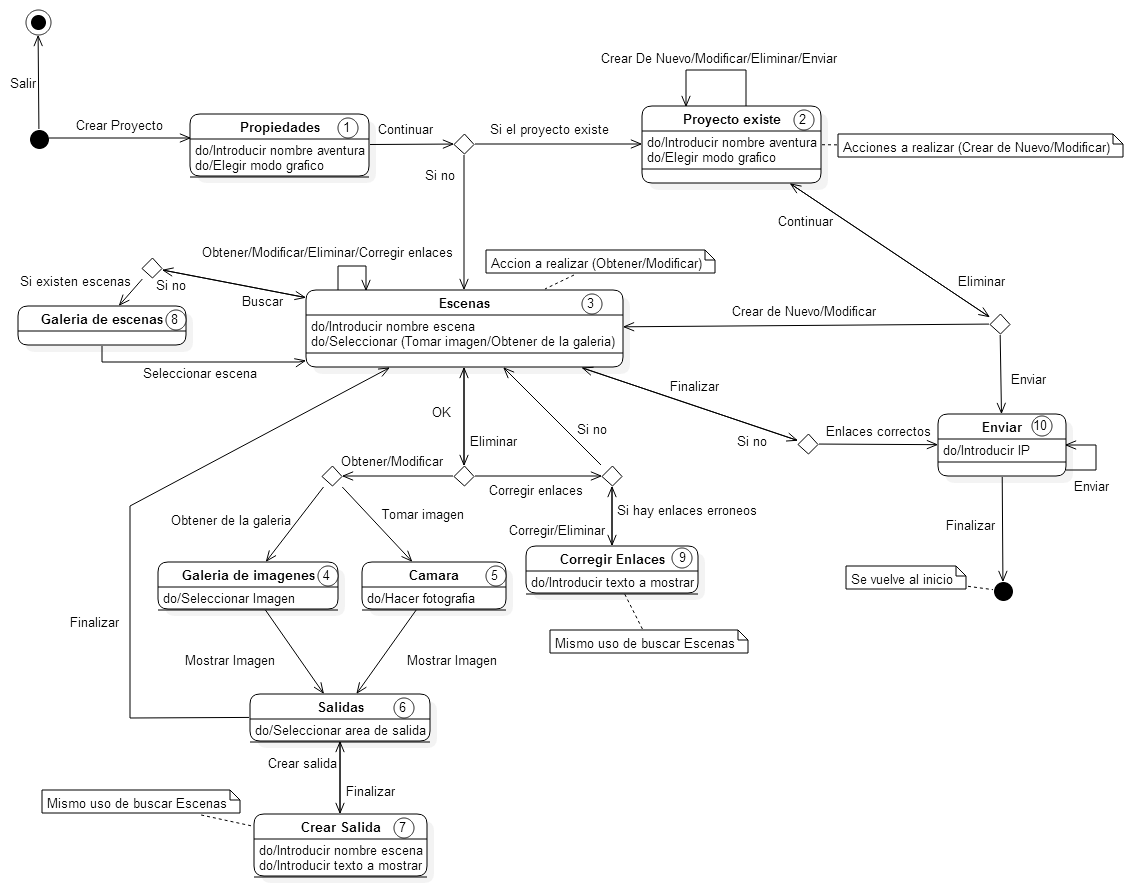 Salir
Crear Proyecto
Propiedades 1
do/Introducir nombre aventura
do/Elegir modo grafico
Continuar
Si el proyecto existe
Si no
Crear De Nuevo/Modificar/Eliminar/Enviar
Proyecto existe 2
do/Introducir nombre aventura
do/Elegir modo grafico
Acciones a realizar (Crear de Nuevo/Modificar)
Continuar
Eliminar
Obtener/Modificar/Eliminar/Corregir enlaces
Accion a realizar (Obtener/Modificar)
Si existen escenas
Si no
Buscar
Galeria de escenas 8
Seleccionar escena
Escenas 3
do/Introducir nombre escena
do/Seleccionar (Tomar imagen/Obtener de la galeria)
Crear de Nuevo/Modificar
Enviar
Finalizar
Si no
Enlaces correctos
Enviar 10
do/Introducir IP
Enviar
OK
Eliminar
Si no
Obtener/Modificar
Corregir enlaces
Obtener de la galeria
Tomar imagen
Si hay enlaces erroneos
Corregir/Eliminar
Finalizar
Se vuelve al inicio
Galeria de imagenes 4
do/Seleccionar Imagen
Camara 5
do/Hacer fotografia
Corregir Enlaces 9
do/Introducir texto a mostrar
Mismo uso de buscar Escenas
Finalizar
Mostrar Imagen
Mostrar Imagen
Salidas 6
do/Seleccionar area de salida
Crear salida
Finalizar
Mismo uso de buscar Escenas
Crear Salida 7
do/Introducir nombre escena
do/Introducir texto a mostrar